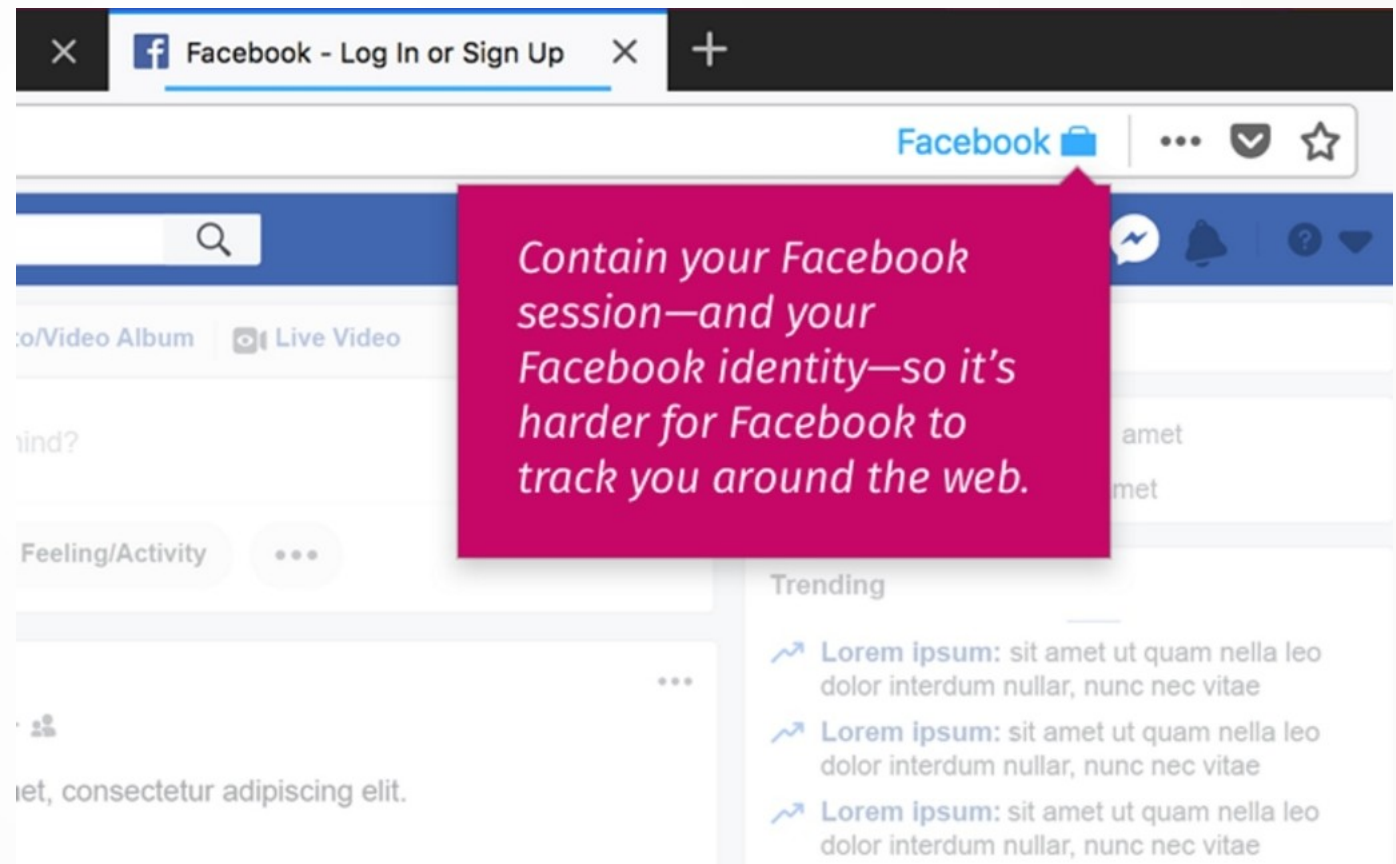 Facebook - Log In or Sign Up
Facebook
Contain your Facebook
session—and your
Facebook identity—so it's
harder for Facebook to
track you around the web.
Video Album
Live Video
amet
Feeling/Activity
Trending
Lorem ipsum: sit amet ut quam nella leo
dolor interdum nullar, nunc nec vitae
Lorem ipsum: sit amet ut quam nella leo
dolor interdum nullar, nunc nec vitae
consectetur adipiscing elit.
Lorem ipsum: sit amet ut quam nella leo
dolor interdum nullar, nunc nec vitae